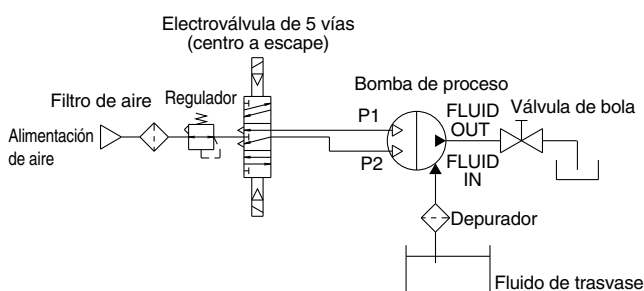 Electroválvula de 5 vías
(centro a escape)
Filtro de aire
Regulador
Bomba de proceso
Alimentación
de aire
P1
P2
FLUID
OUT
FLUID
IN
Válvula de bola
Depurador
Fluido de trasvase